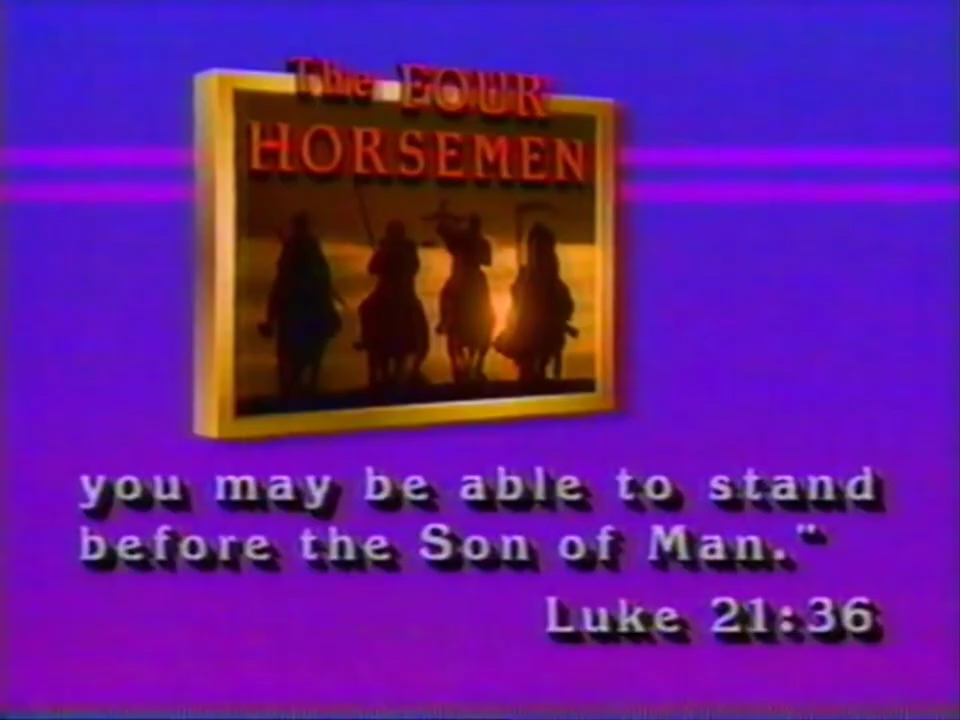 The FOUR
HORSEMEN
you may be able to stand
before the Son of Man."
Luke 21:36